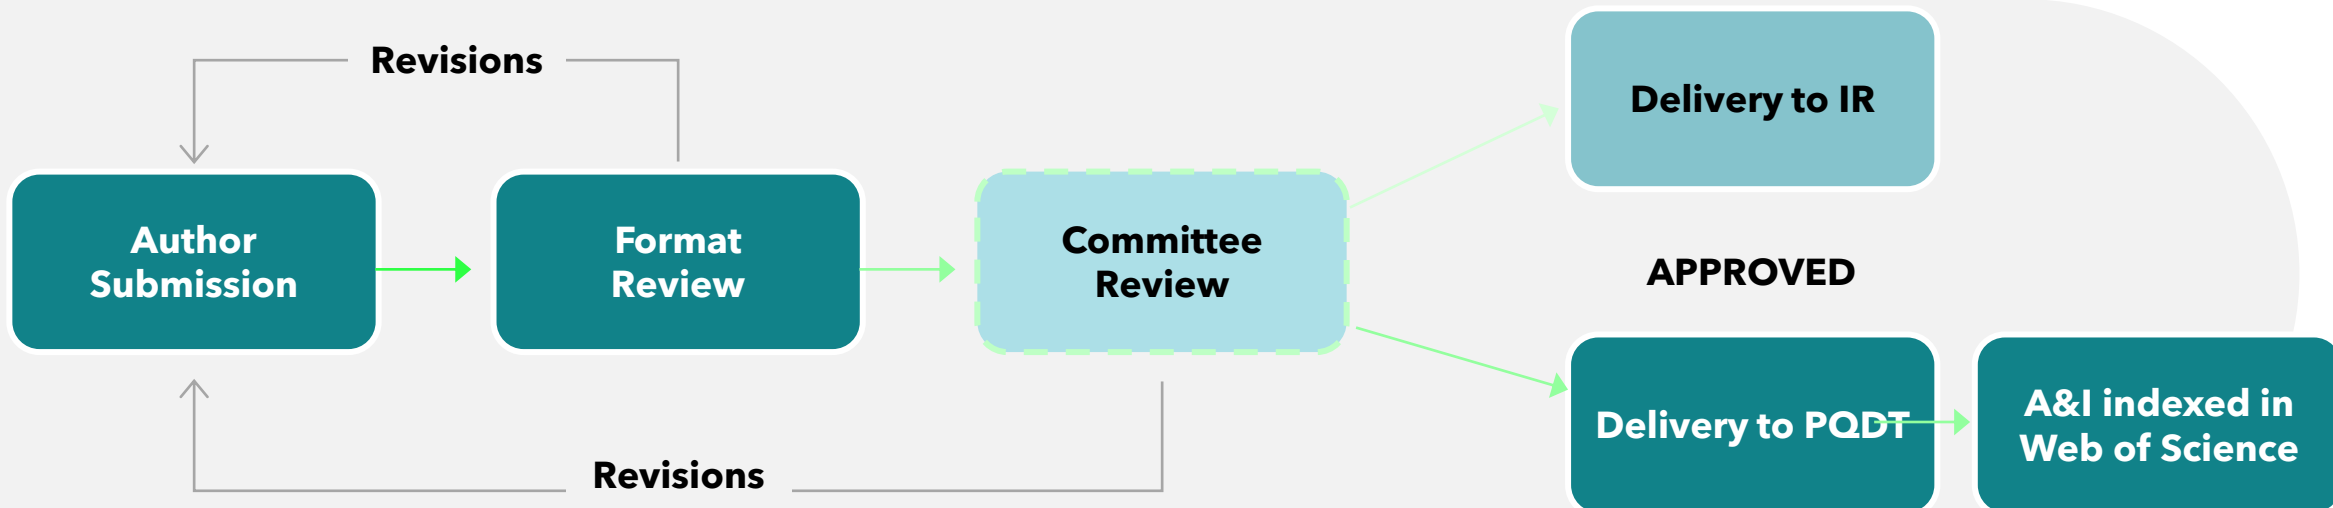 Revisions
Delivery to IR
Author
Submission
Format
Review
Committee
Review
APPROVED
Delivery to PQDT
A&I indexed in
Web of Science
Revisions